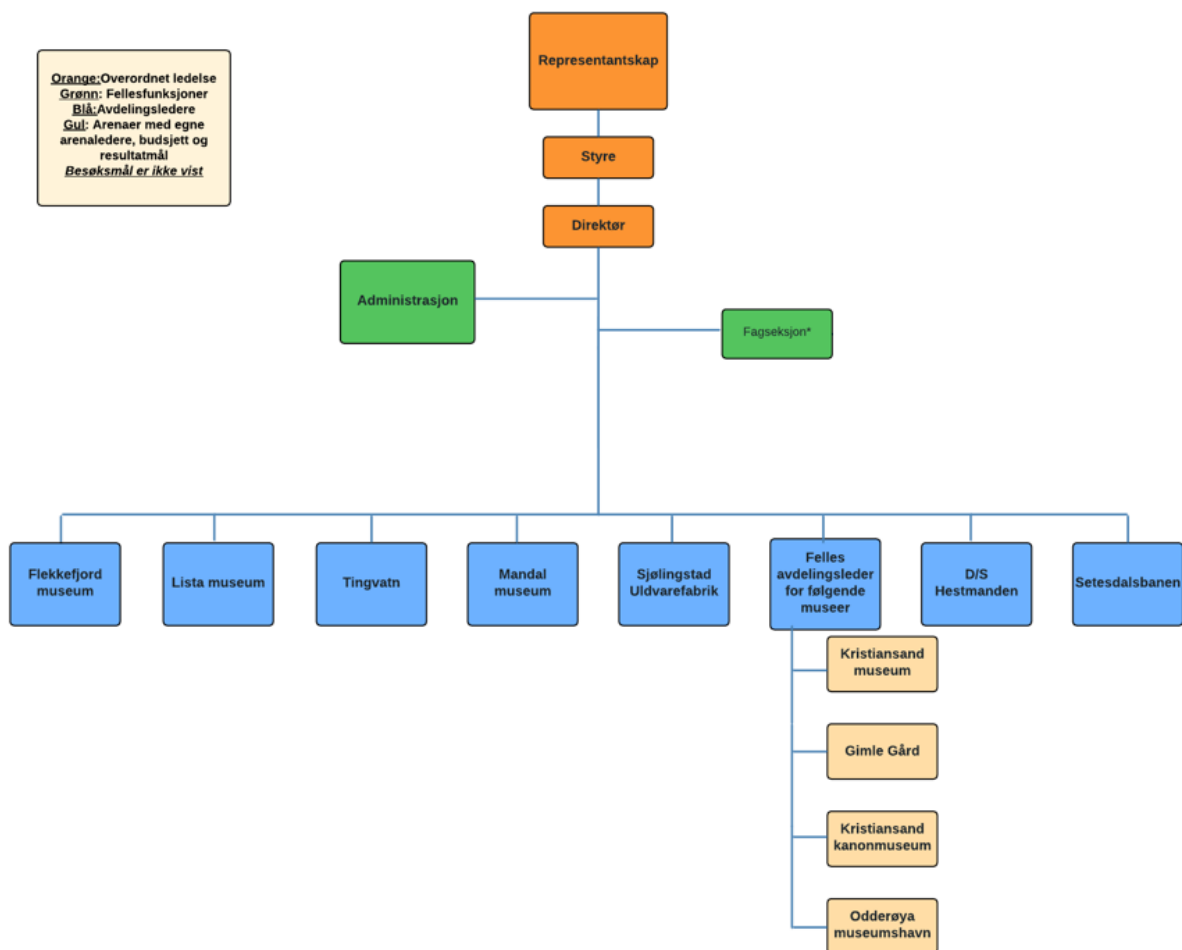 Representantskap
Orange:Overordnet ledelse
Grønn: Fellesfunksjoner
Blå:Avdelingsledere
Gul: Arenaer med egne
arenaledere, budsjett og
resultatmål
Besøksmål er ikke vist
Styre
Direktør
Administrasjon
Fagseksjon*
Flekkefjord
museum
Lista museum
Tingvatn
Mandal
museum
Sjølingstad
Uldvarefabrik
Felles
avdelingsleder
for følgende
museer
D/S
Hestmanden
Setesdalsbanen
Kristiansand
museum
Gimle Gård
Kristiansand
kanonmuseum
Odderøya
museumshavn